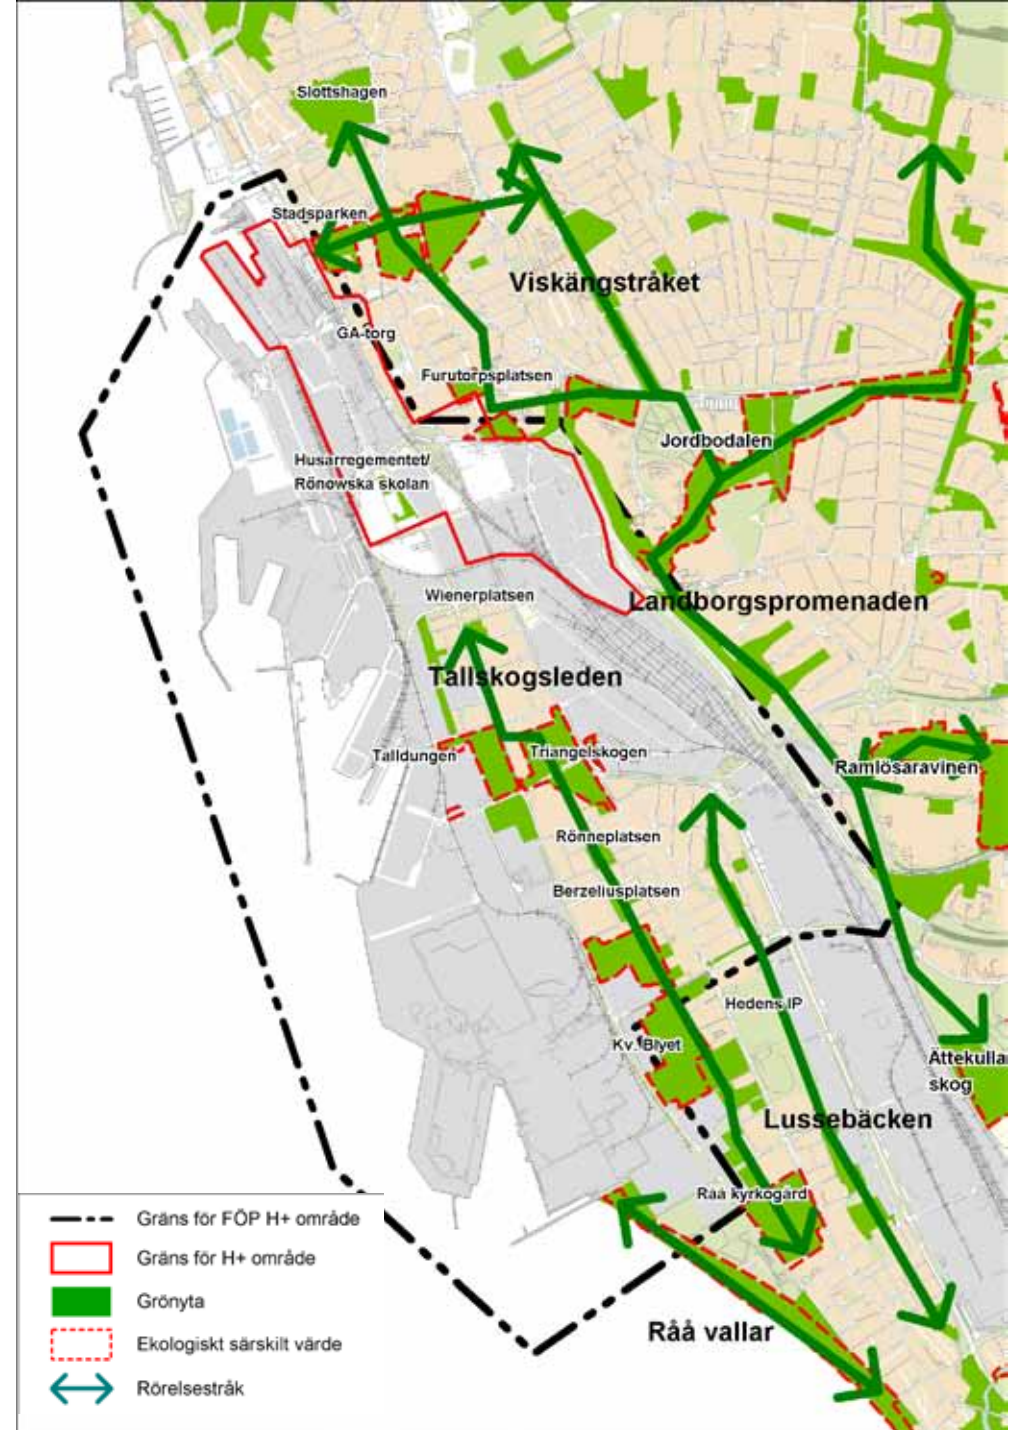 Slottshagen
Stadsparken
Viskängstråket
GA-torg
Furutorpsplatsen
Jordbodalen
Husarregementet/
Rönowska skolan
Wienerplatsen
Landborgspromenaden
Tallskogsleden
Talldungen
Triangelskogen
Ramlösaravinen
Rönneplatsen
Berzeliusplatsen
Hedens IP
Kv. Blyet
Ättekulla
skog
Lussebäcken
Råå kyrkogård
Råå vallar
Gräns för FÖP H+ område
Gräns för H+ område
Grönyta
Ekologiskt särskilt värde
Rörelsestråk